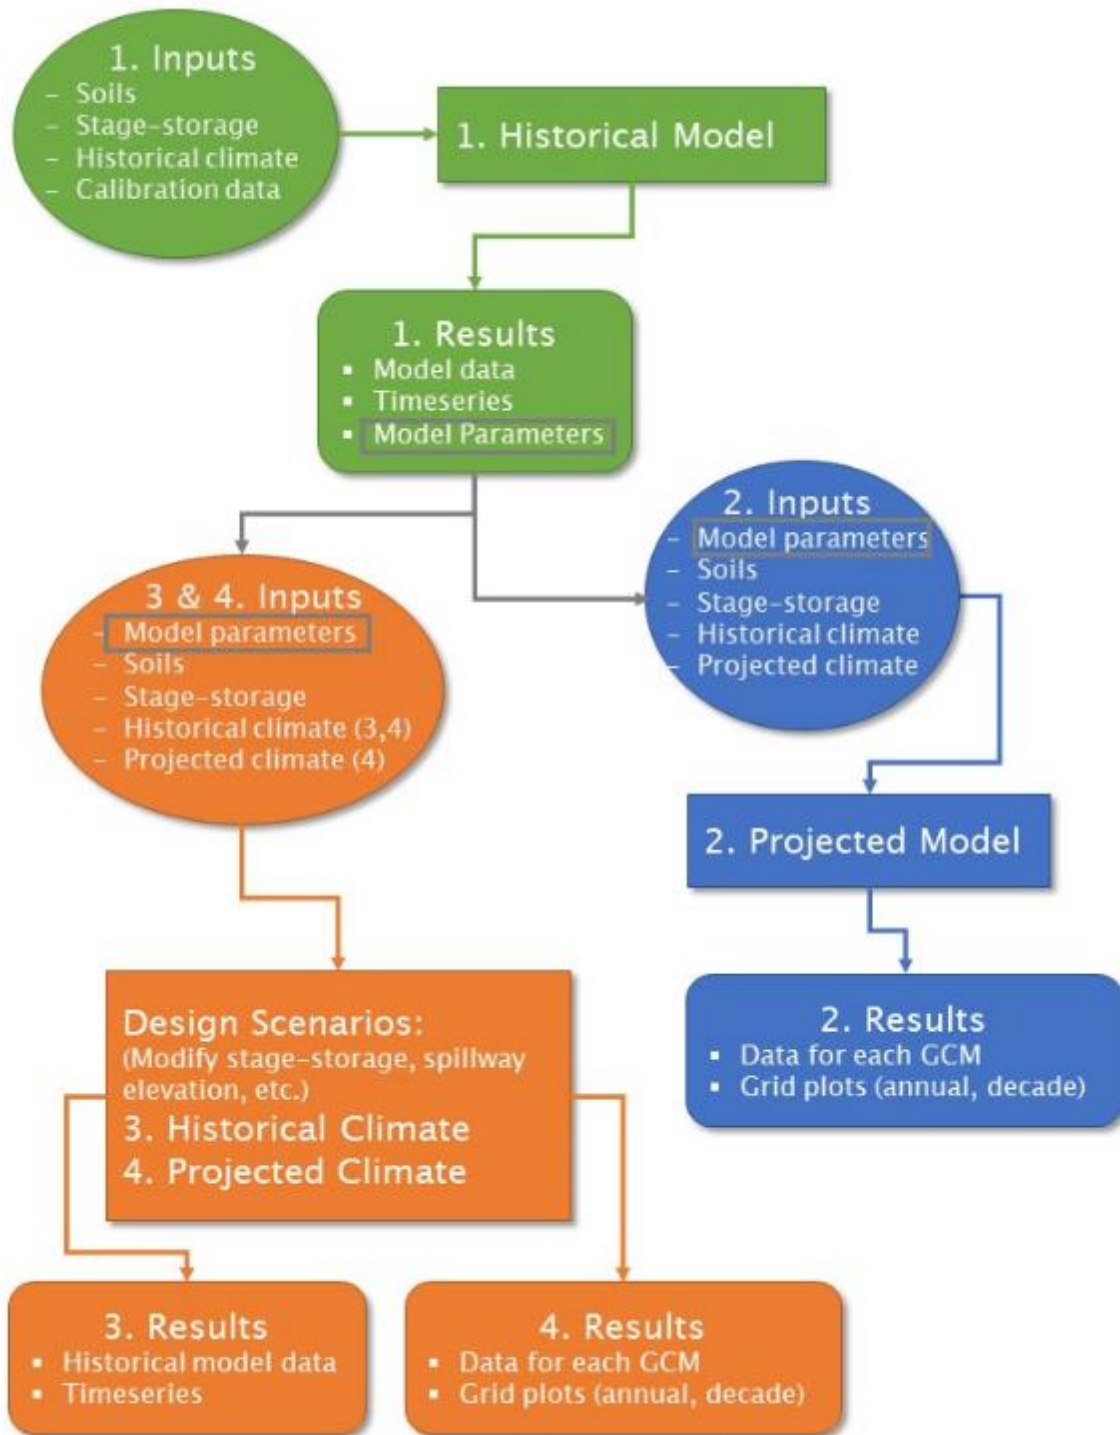 1. Inputs
- Soils
- Stage-storage
- Historical climate
- Calibration data
1. Historical Model
1. Results
▪ Model data
▪ Timeseries
▪ Model Parameters
2. Inputs
- Model parameters
- Soils
- Stage-storage
- Historical climate
- Projected climate
3 & 4. Inputs
- Model parameters
- Soils
- Stage-storage
- Historical climate (3,4)
- Projected climate (4)
2. Projected Model
2. Results
▪ Data for each GCM
▪ Grid plots (annual, decade)
Design Scenarios:
(Modify stage-storage, spillway
elevation, etc.)
3. Historical Climate
4. Projected Climate
3. Results
▪ Historical model data
▪ Timeseries
4. Results
▪ Data for each GCM
▪ Grid plots (annual, decade)